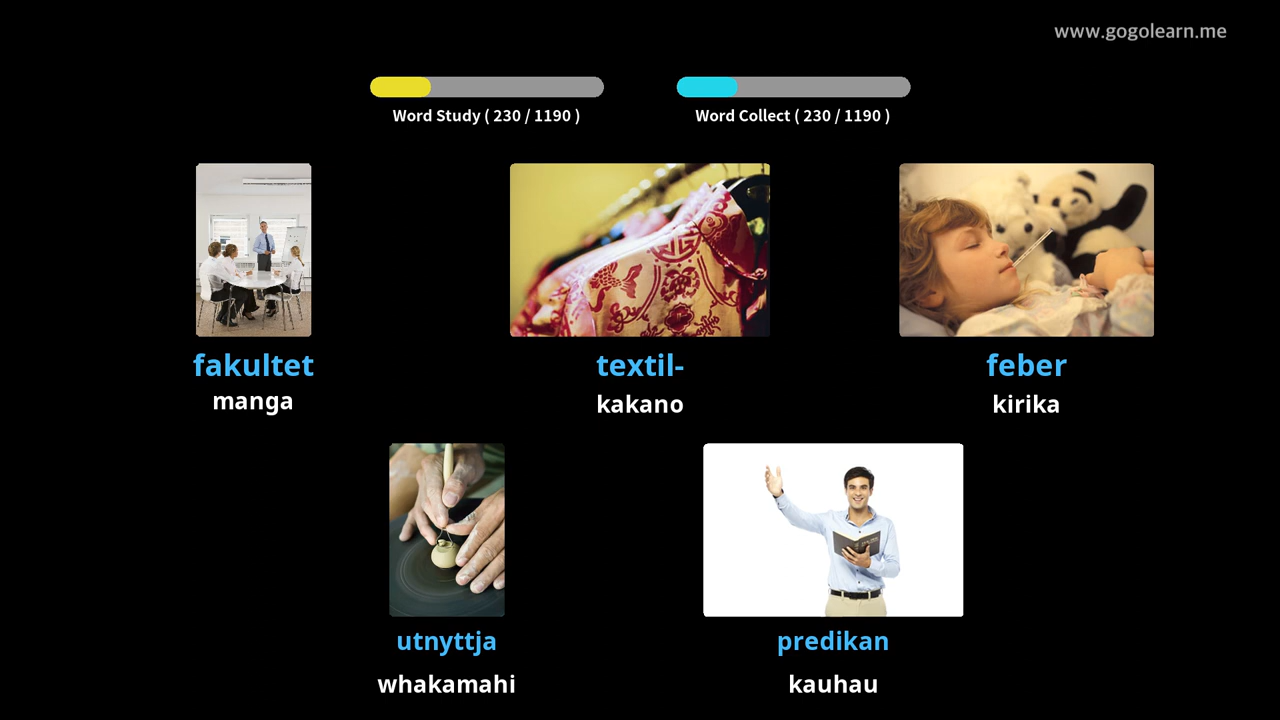 www.gogolearn.me
Word Study ( 230 / 1190 )
Word Collect ( 230 / 1190 )
fakultet
manga
textil-
kakano
feber
kirika
utnyttja
whakamahi
predikan
kauhau